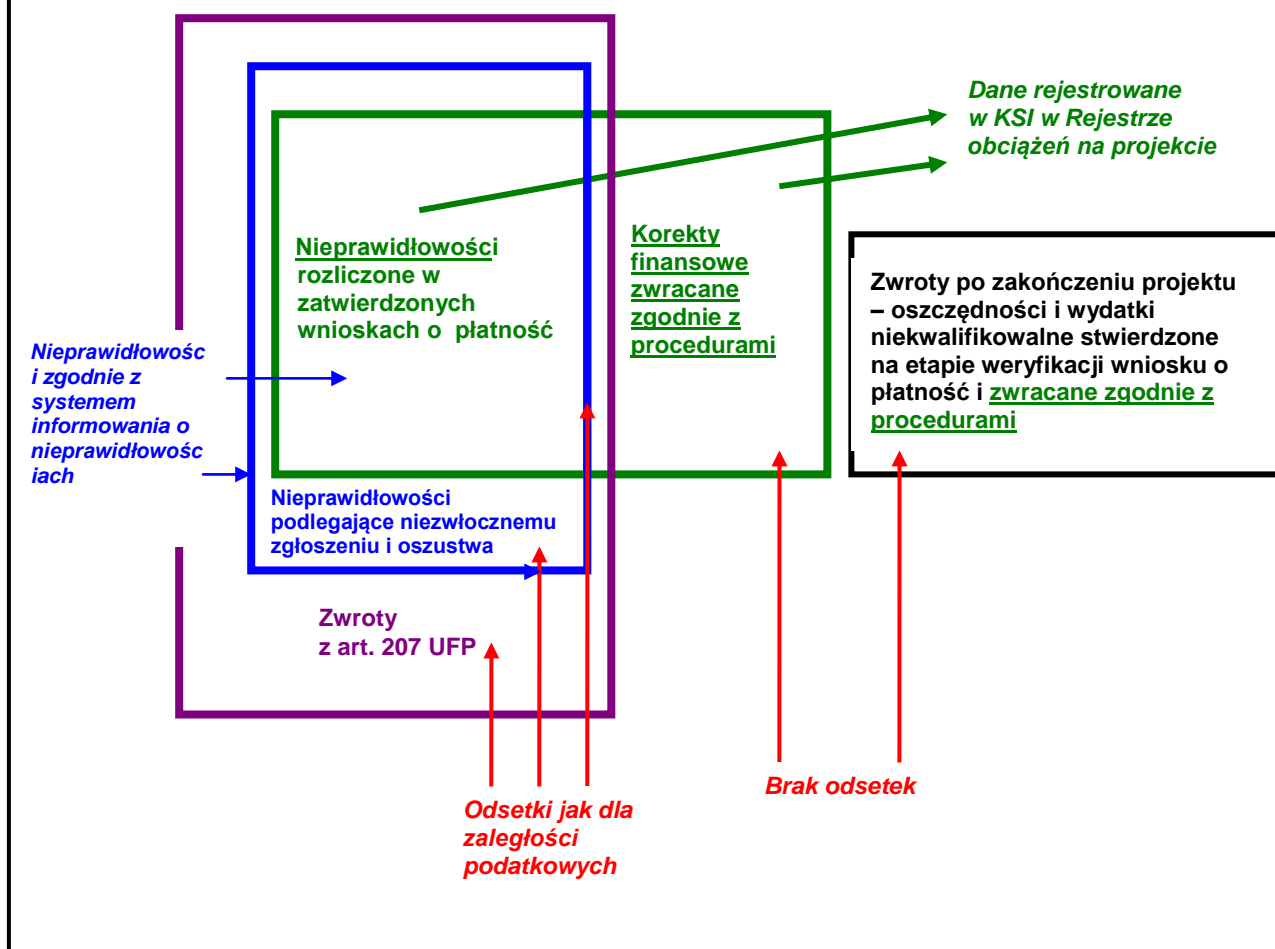 Dane rejestrowane
w KSI w Rejestrze
obciążeń na projekcie
Nieprawidłowości
rozliczone w
zatwierdzonych
wnioskach o płatność
Korekty
finansowe
zwracane
zgodnie z
procedurami
Zwroty po zakończeniu projektu
– oszczędności i wydatki
niekwalifikowalne stwierdzone
na etapie weryfikacji wniosku o
płatność i zwracane zgodnie z
procedurami
Nieprawidłowośc
i zgodnie z
systemem
informowania o
nieprawidłowośc
iach
Nieprawidłowości
podlegające niezwłocznemu
zgłoszeniu i oszustwa
Zwroty
z art. 207 UFP
Odsetki jak dla
zaległości
podatkowych
Brak odsetek